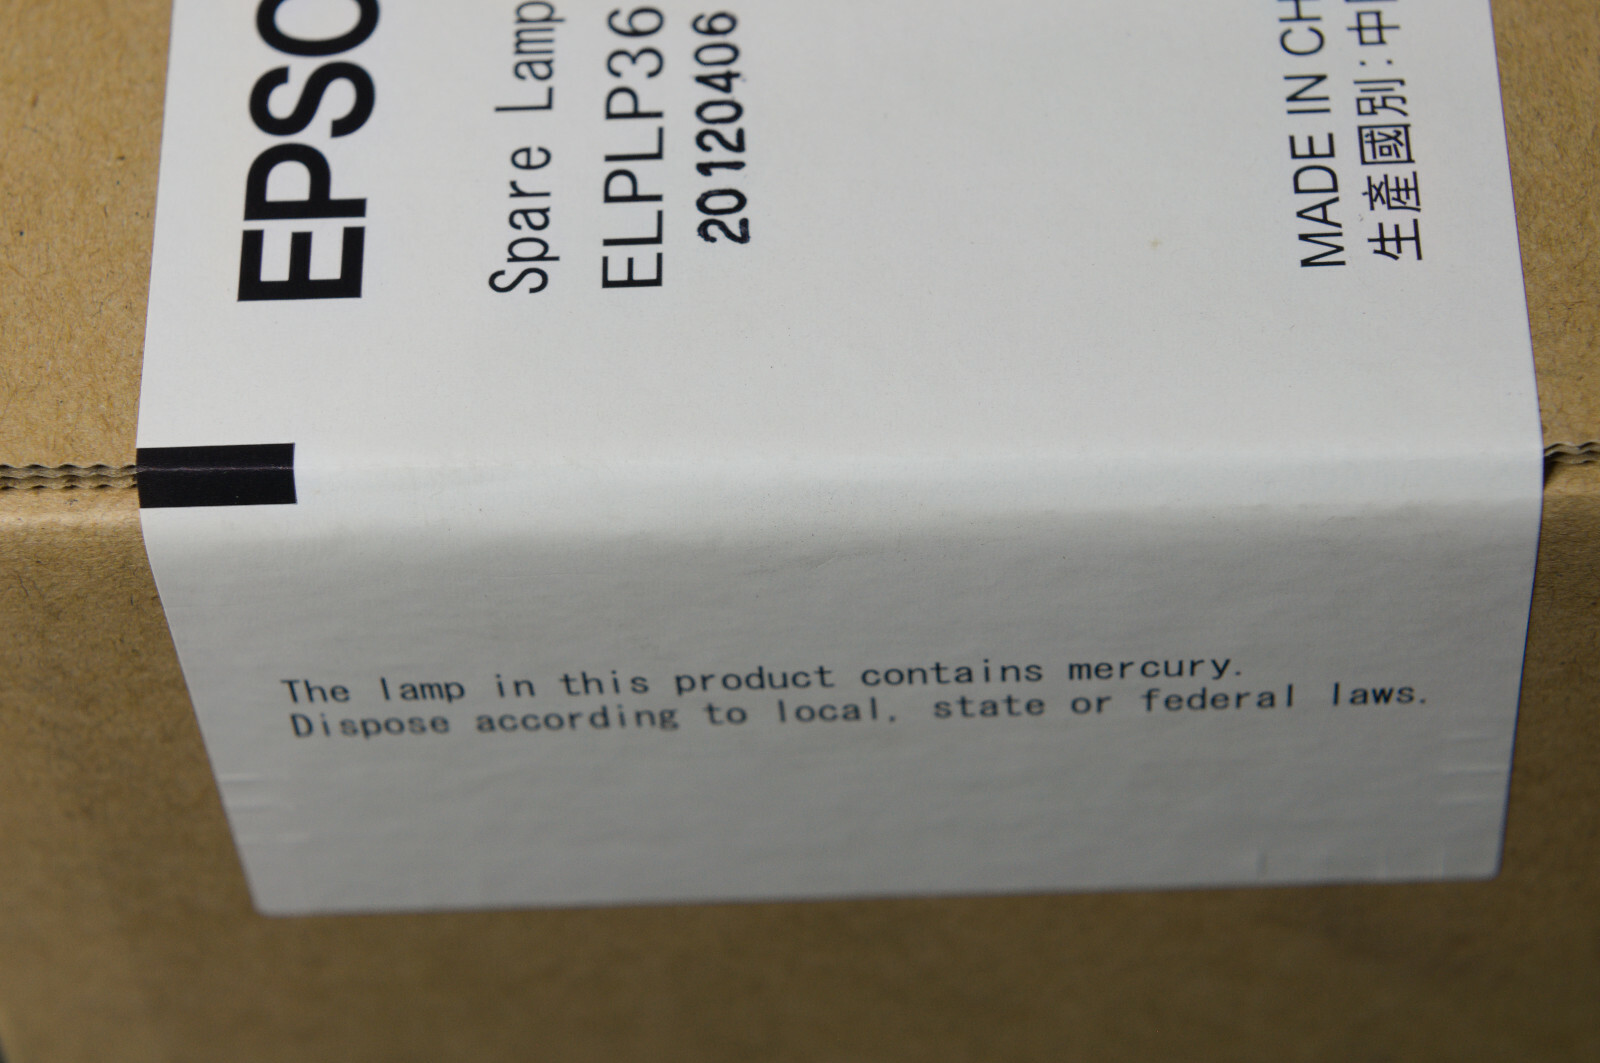 EPSO
Spare Lamp
ELPLP36
20120406
MADE IN CH
生產國別:中
The lamp in this product contains mercury.
Dispose according to local, state or federal laws.